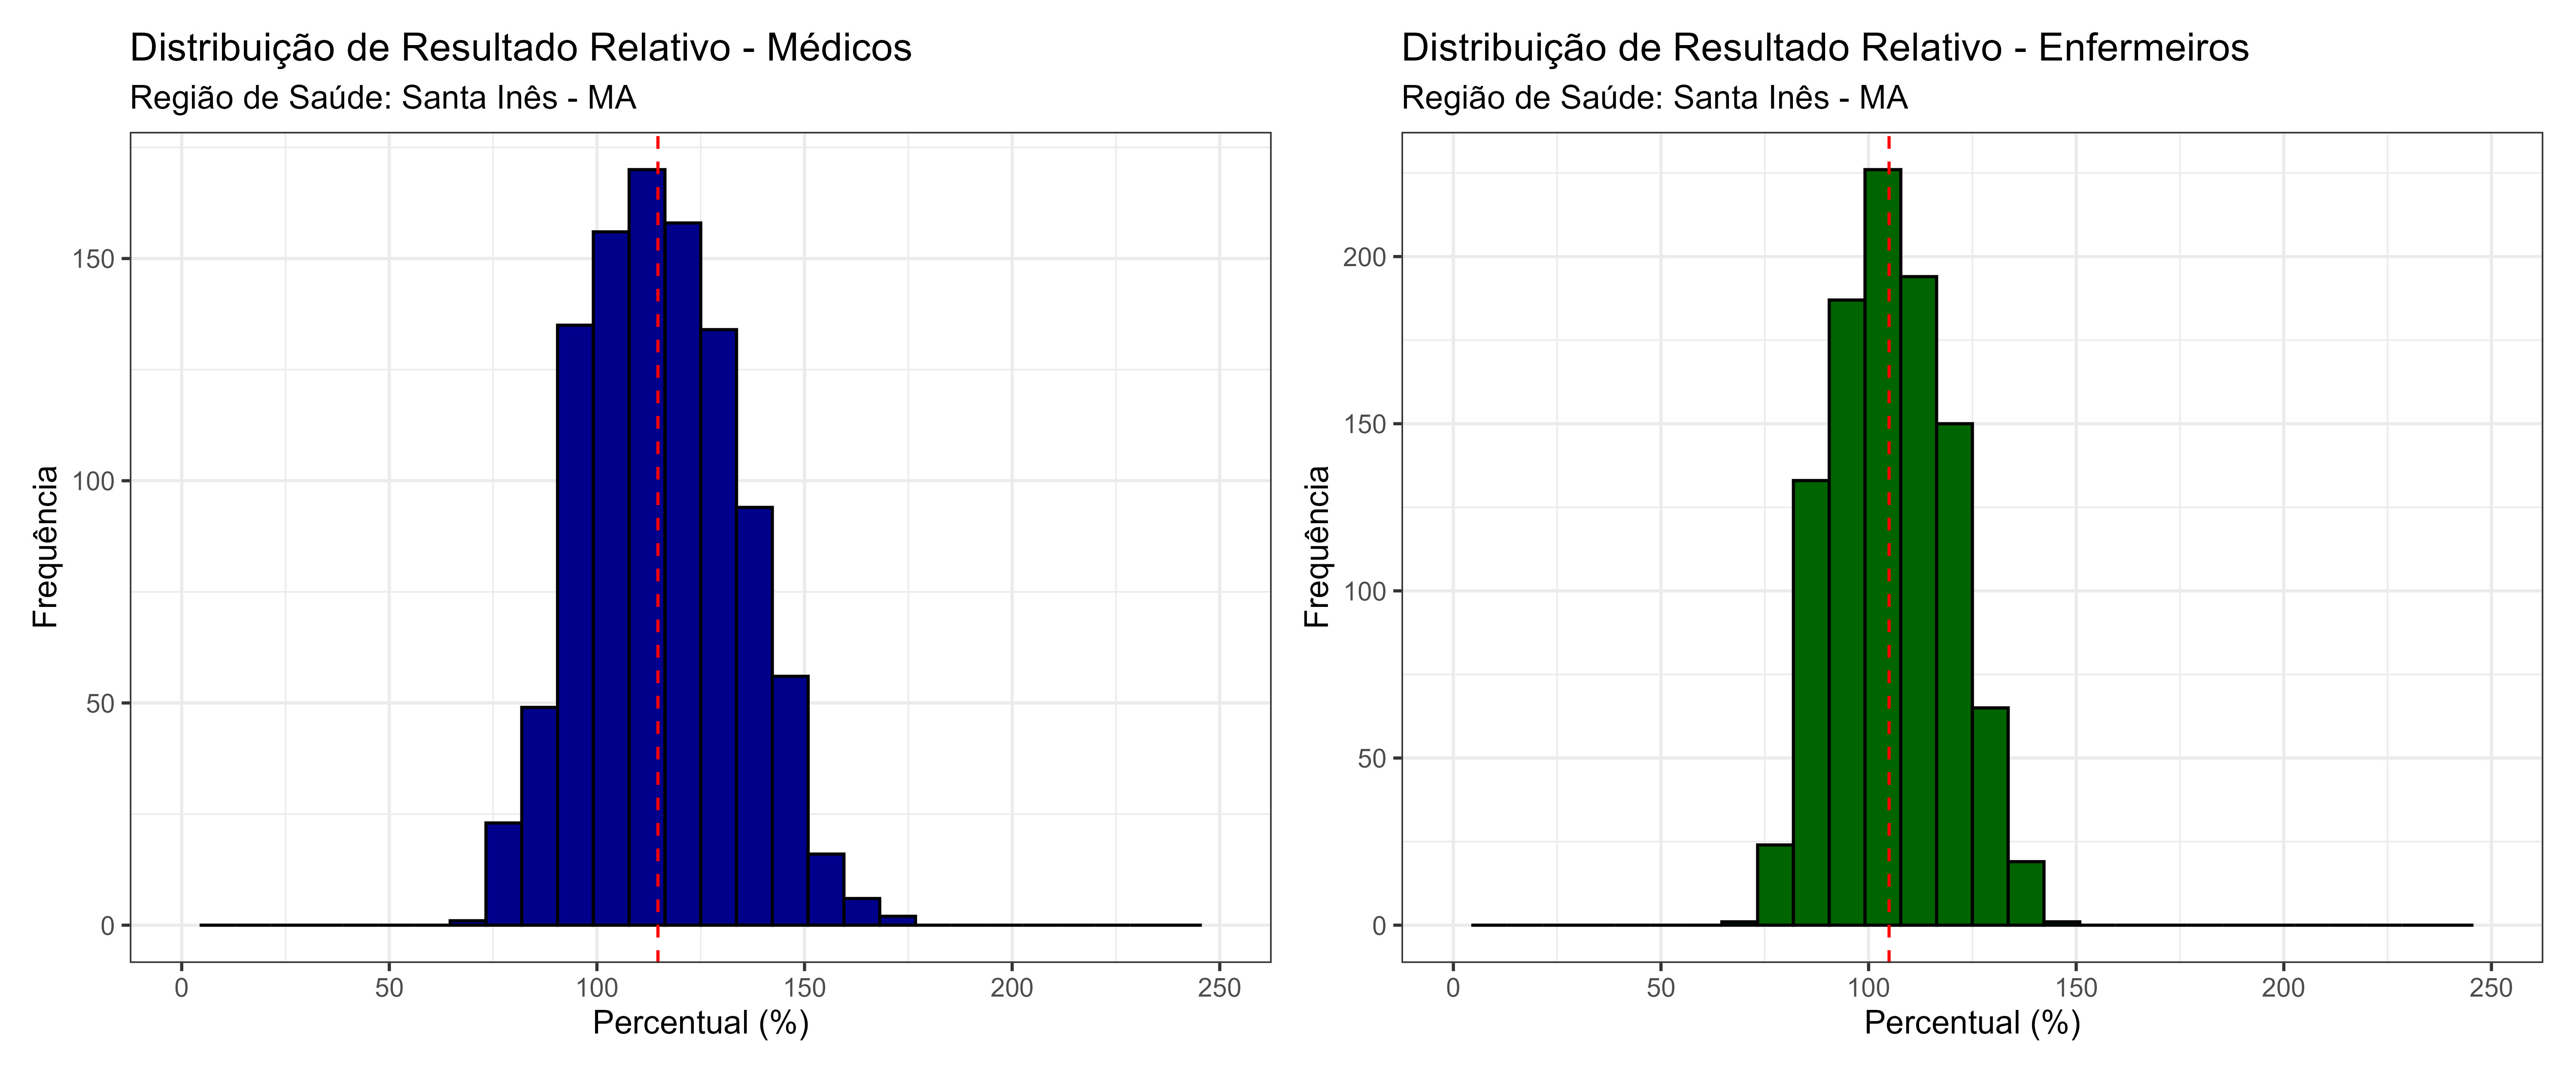 Distribuição de Resultado Relativo - Médicos
Região de Saúde: Santa Inês - MA
150
100
50
0
Frequência
0 50 100 150 200 250
Percentual (%)
Distribuição de Resultado Relativo - Enfermeiros
Região de Saúde: Santa Inês - MA
200
150
100
50
0
Frequência
0 50 100 150 200 250
Percentual (%)